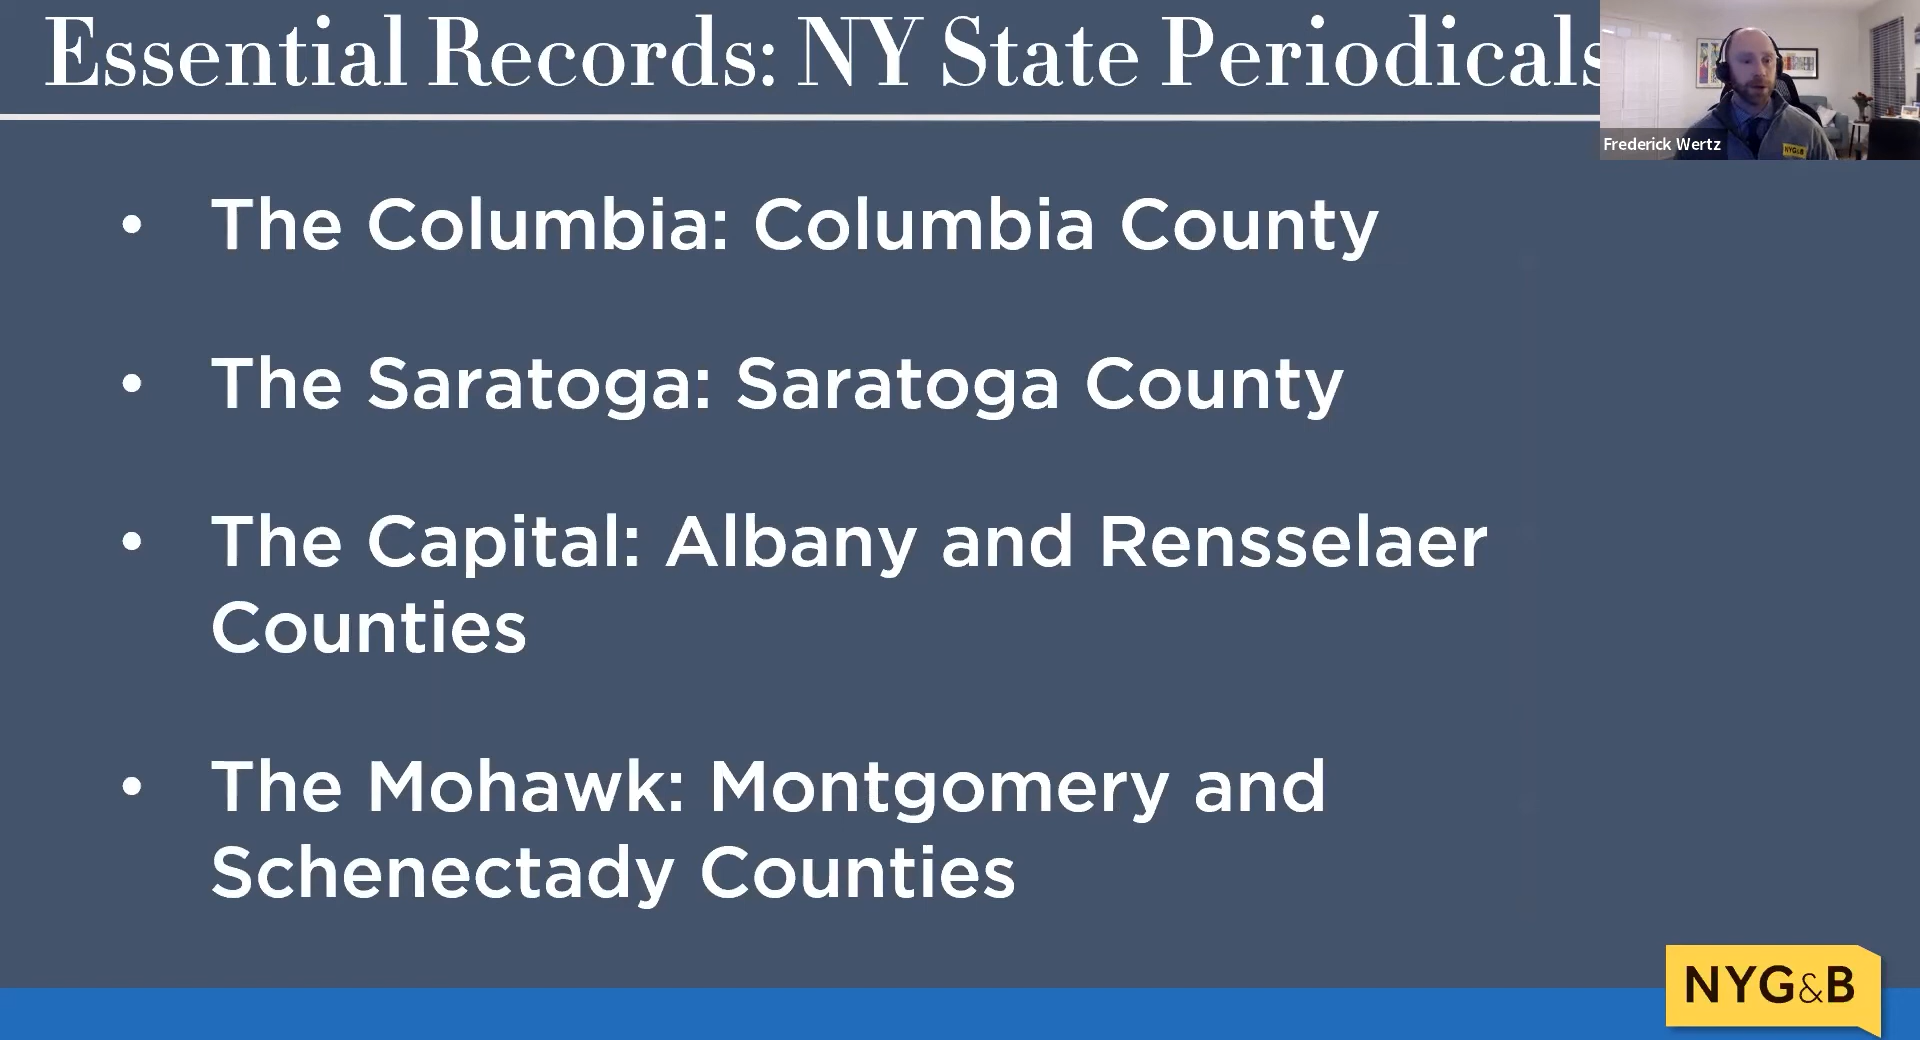 Essential Records: NY State Periodicals
Frederick Wertz
NYG&B
• The Columbia: Columbia County
• The Saratoga: Saratoga County
• The Capital: Albany and Rensselaer
Counties
• The Mohawk: Montgomery and
Schenectady Counties
NYG&B